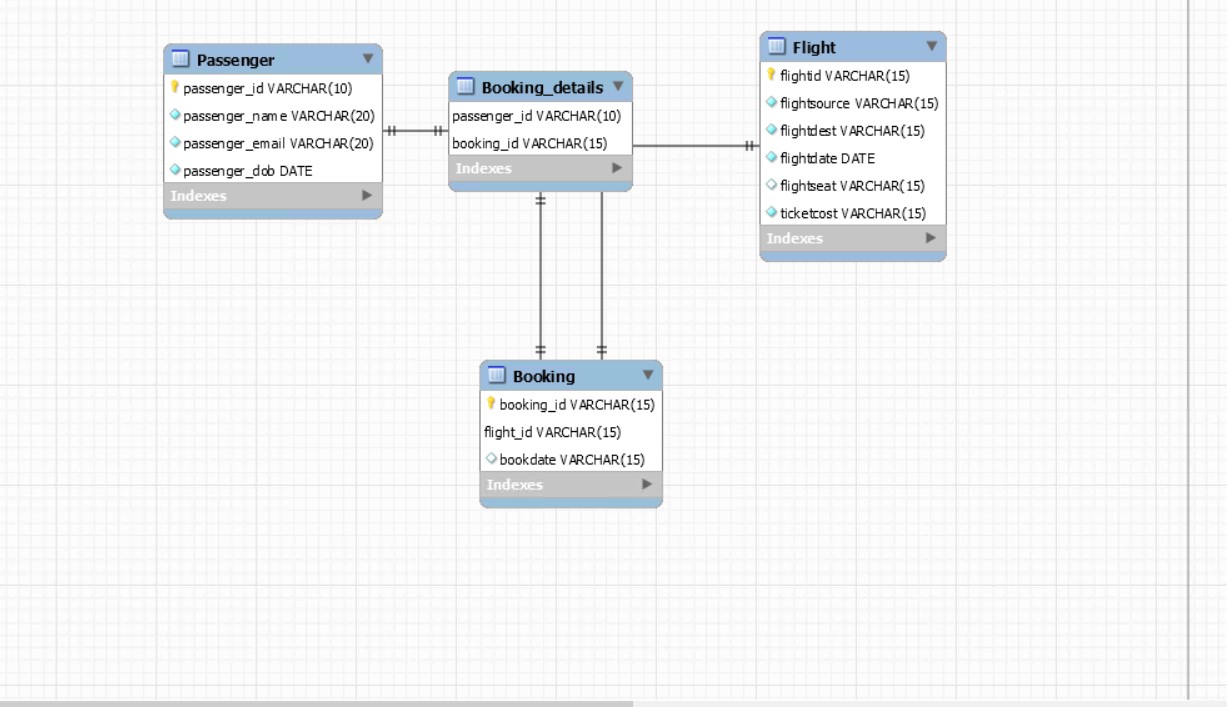 Passenger
passenger_id VARCHAR(10)
passenger_name VARCHAR(20)
passenger_email VARCHAR(20)
passenger_dob DATE
Indexes
Booking_details
passenger_id VARCHAR(10)
booking_id VARCHAR(15)
Indexes
Flight
flightid VARCHAR(15)
flightsource VARCHAR(15)
flightdest VARCHAR(15)
flightdate DATE
flightseat VARCHAR(15)
ticketcost VARCHAR(15)
Indexes
Booking
booking_id VARCHAR(15)
flight_id VARCHAR(15)
bookdate VARCHAR(15)
Indexes